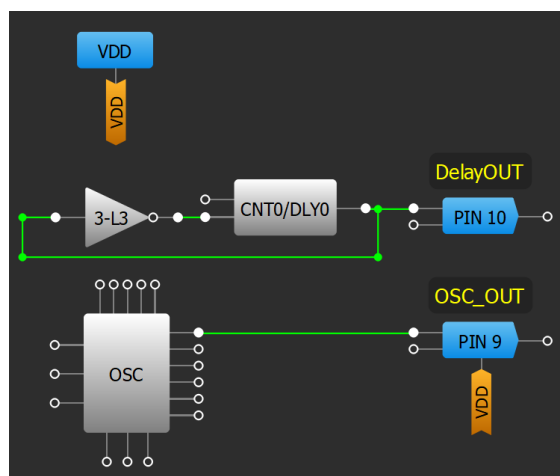 VDD
VDD
DelayOUT
3-L3
CNT0/DLY0
PIN 10
OSC_OUT
OSC
PIN 9
VDD